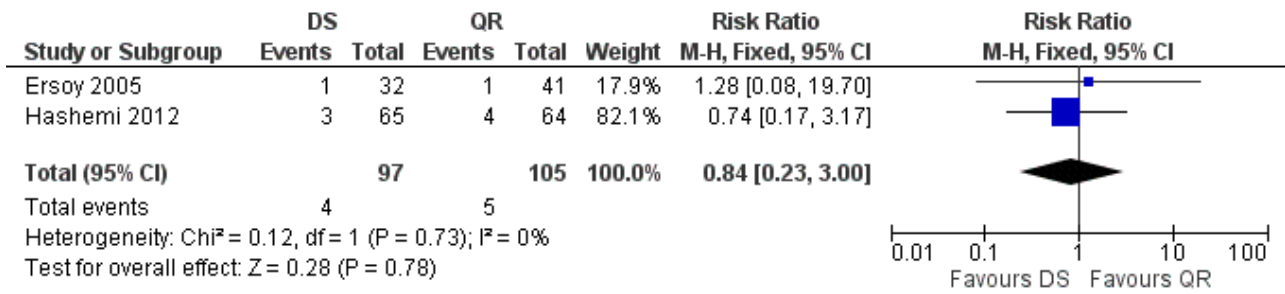 DS QR Risk Ratio Risk Ratio
Study or Subgroup Events Total Events Total Weight M-H, Fixed, 95% CI M-H, Fixed, 95% CI
Ersoy 2005 1 32 1 41 17.9% 1.28 [0.08, 19.70]
Hashemi 2012 3 65 4 64 82.1% 0.74 [0.17, 3.17]
Total (95% CI) 97 105 100.0% 0.84 [0.23, 3.00]
Total events 4 5
Heterogeneity: Chi² = 0.12, df = 1 (P = 0.73); I² = 0%
Test for overall effect: Z = 0.28 (P = 0.78)
0.01 0.1 1 10 100
Favours DS Favours QR